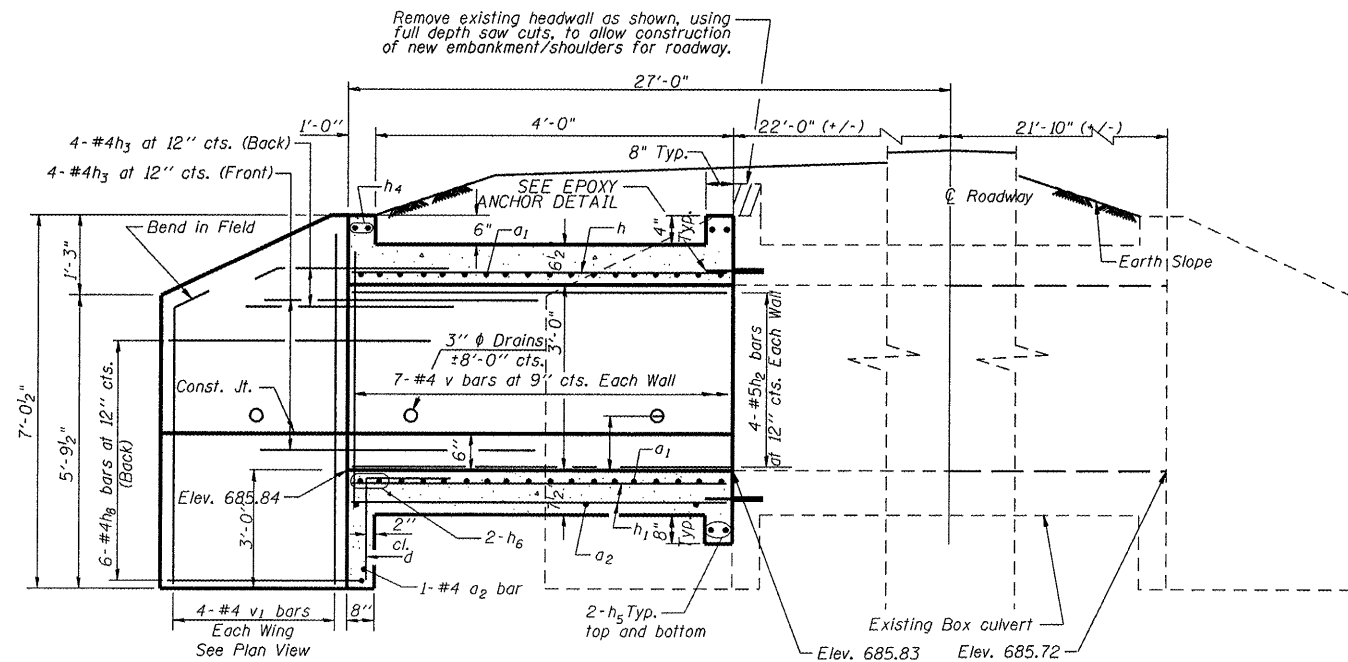 Remove existing headwall as shown, using
full depth saw cuts, to allow construction
of new embankment/shoulders for roadway.
27'-0"
1'-0"
4'-0"
22'-0" (+/-)
21'-10" (+/-)
4-#4h3 at 12" cts. (Back)
4-#4h3 at 12" cts. (Front)
8" Typ.
h4
SEE EPOXY
ANCHOR DETAIL
℄ Roadway
Bend in Field
6"
a1
6½
h
4"
Typ.
Earth Slope
1'-3"
3" ϕ Drains
±8'-0" cts.
3'-0"
7-#4 v bars at 9" cts. Each Wall
4-#5h2 bars
at 12" cts. Each Wall
Const. Jt.
7'-0½"
5'-9½"
6-#4h8 bars at 12" cts.
(Back)
6"
a1
Elev. 685.84
3'-0"
7½"
2"
cl.
d
2-h6
h1
8"
Typ.
a2
1-#4 a2 bar
4-#4 v1 bars
Each Wing
See Plan View
8"
2-h5 Typ.
top and bottom
Existing Box culvert
Elev. 685.83
Elev. 685.72